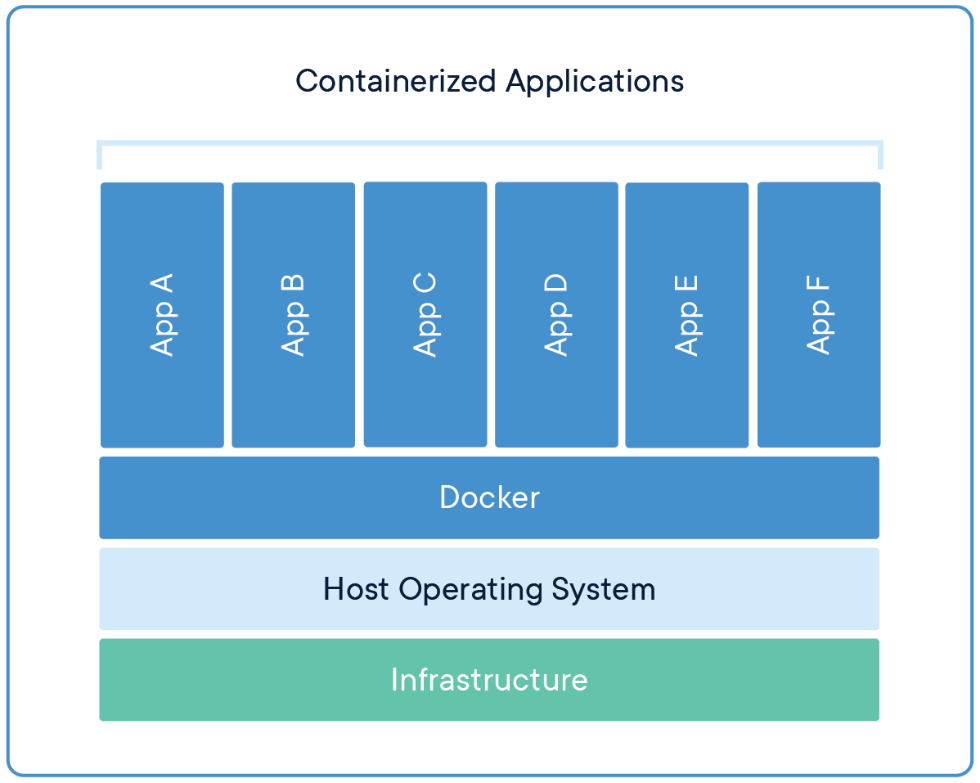 Containerized Applications
App A
App B
App C
App D
App E
App F
Docker
Host Operating System
Infrastructure